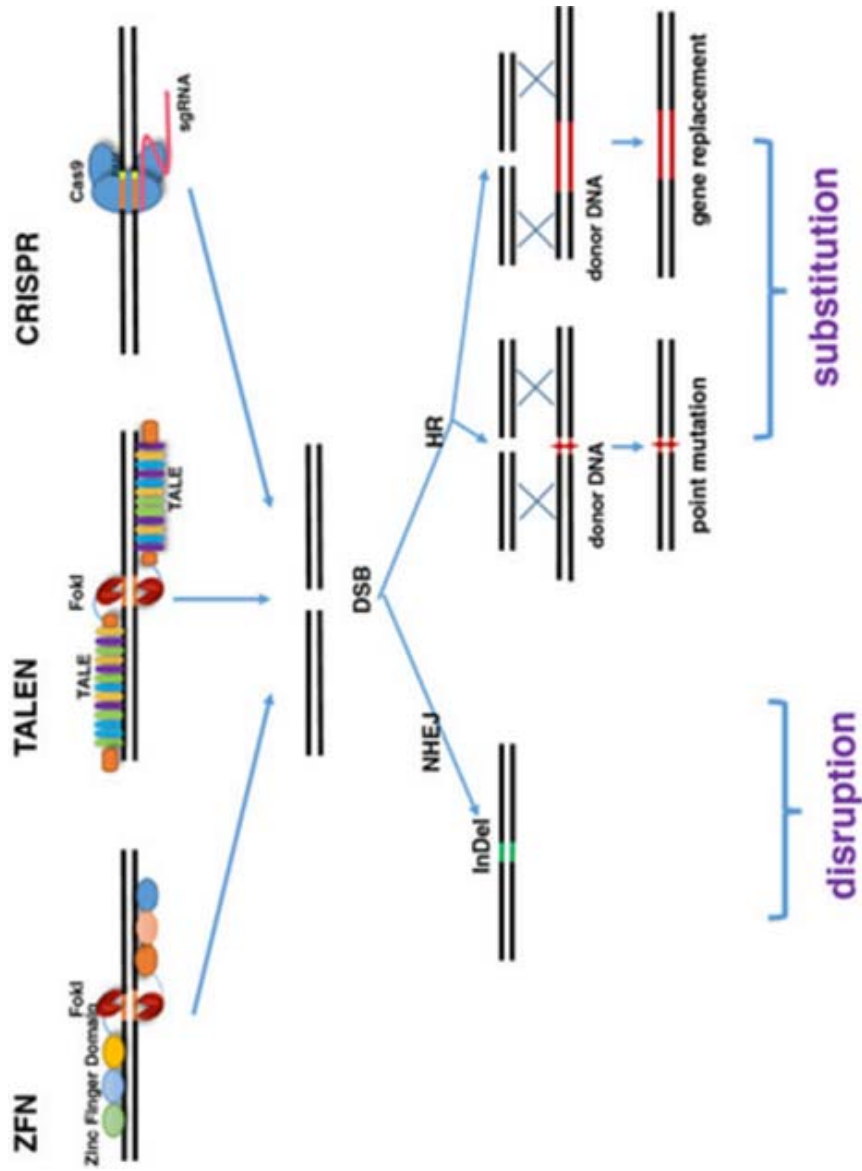 ZFN
TALEN
CRISPR
Zinc Finger Domain
FokI
TALE
FokI
TALE
Cas9
sgRNA
DSB
NHEJ
HR
InDel
donor DNA
donor DNA
point mutation
gene replacement
disruption
substitution